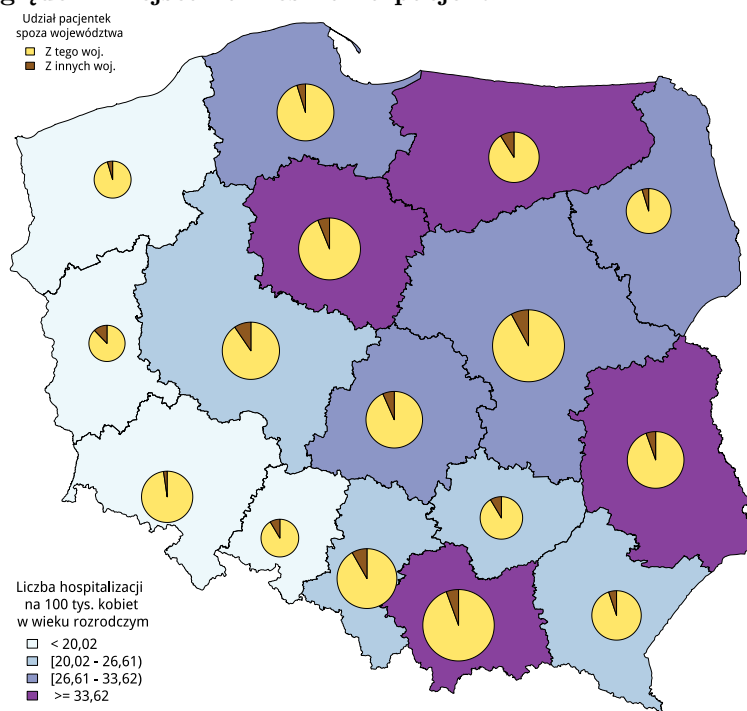 Udział pacjentek
spoza województwa
Z tego woj.
Z innych woj.
Liczba hospitalizacji
na 100 tys. kobiet
w wieku rozrodczym
< 20,02
[20,02 - 26,61)
[26,61 - 33,62)
>= 33,62